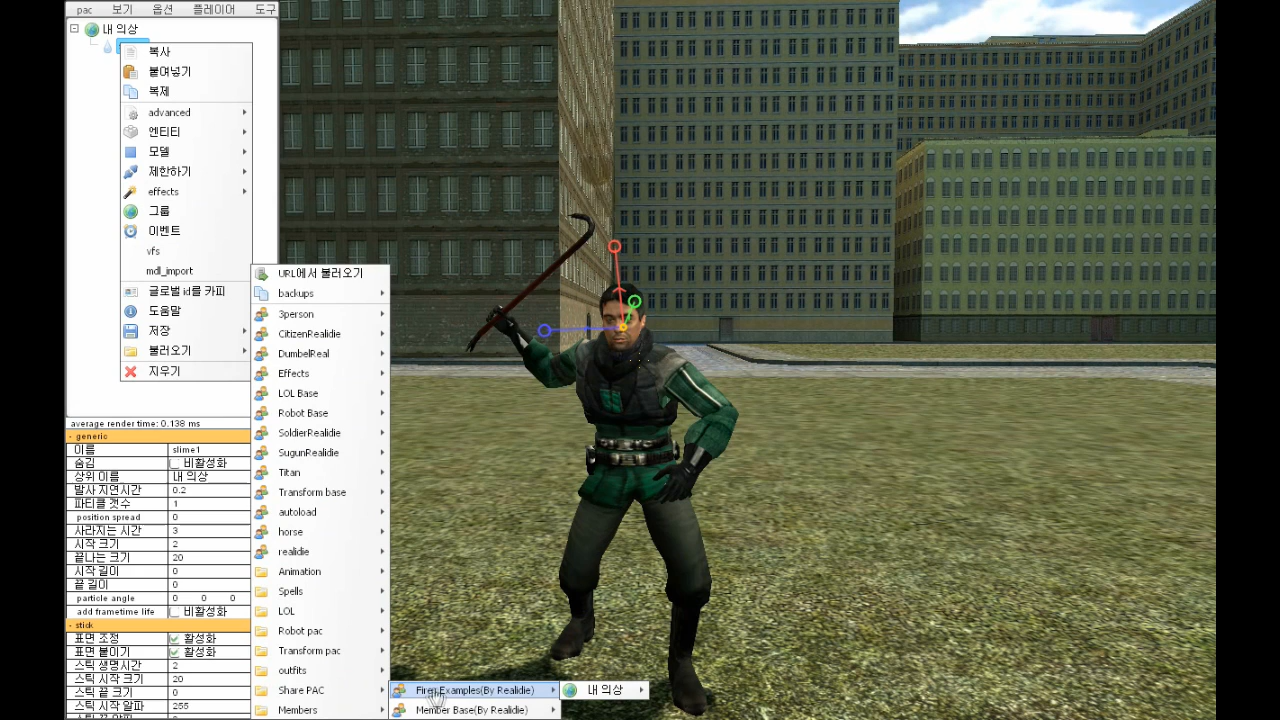 pac 보기 옵션 플레이어 도구
내 의상
복사
붙여넣기
복제
advanced
엔티티
모델
제한하기
effects
그룹
이벤트
vfs
mdl_import
글로벌 id를 카피
도움말
저장
불러오기
지우기
URL에서 불러오기
backups
3person
CitizenRealidie
DumbelReal
Effects
LOL Base
Robot Base
SoldierRealidie
SugunRealidie
Titan
Transform base
autoload
horse
realidie
Animation
Spells
LOL
Robot pac
Transform pac
outfits
Share PAC
Members
Examples(By Realidie)
Member Base(By Realidie)
내 의상
average render time: 0.138 ms
- generic
이름 slime1
숨김 비활성화
상위 이름 내 의상
발사 지연시간 0.2
파티클 갯수 1
position spread 0
사라지는 시간 3
시작 크기 2
끝나는 크기 20
시작 길이 0
끝 길이 0
particle angle 0 0 0
add frametime life 비활성화
- stick
표면 조정 활성화
표면 붙이기 활성화
스틱 생명시간 2
스틱 시작 크기 20
스틱 끝 크기 0
스틱 시작 알파 255